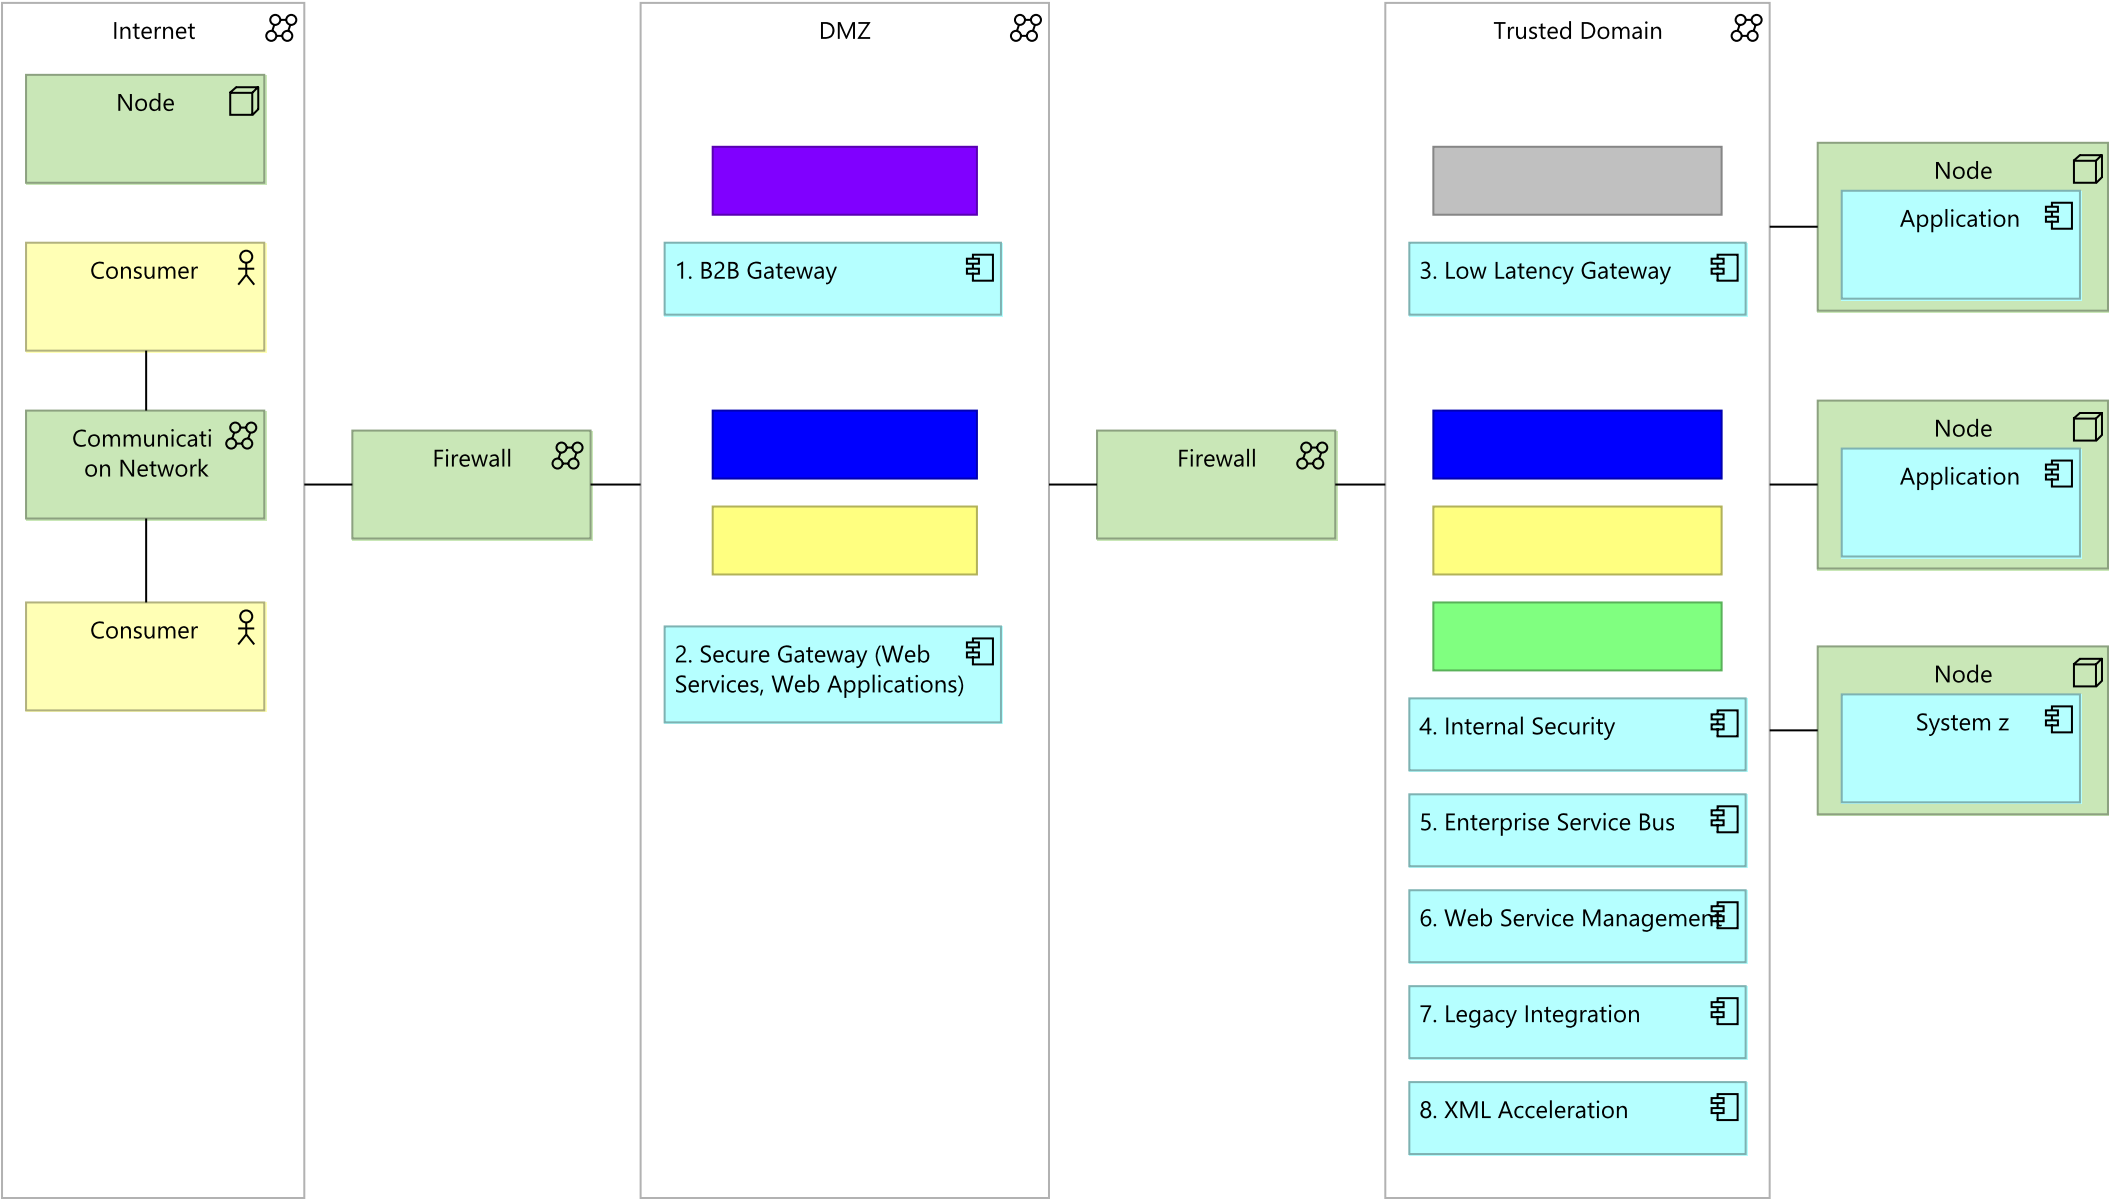 Internet
Node
Consumer
Communicati
on Network
Consumer
Firewall
DMZ
1. B2B Gateway
2. Secure Gateway (Web
Services, Web Applications)
Firewall
Trusted Domain
3. Low Latency Gateway
4. Internal Security
5. Enterprise Service Bus
6. Web Service Management
7. Legacy Integration
8. XML Acceleration
Node
Application
Node
Application
Node
System z